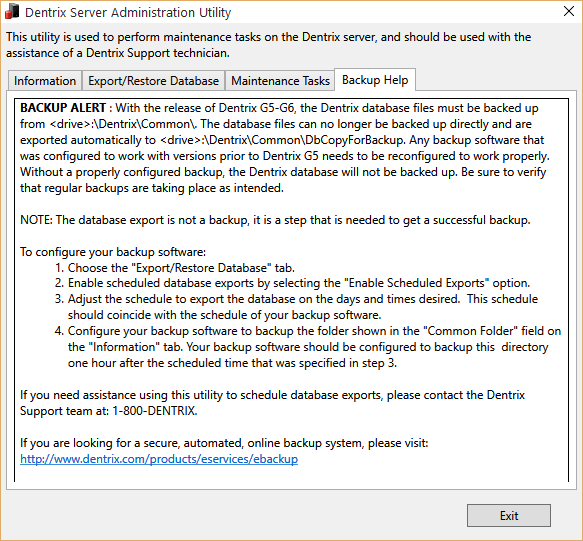 Dentrix Server Administration Utility
This utility is used to perform maintenance tasks on the Dentrix server, and should be used with the
assistance of a Dentrix Support technician.
Information Export/Restore Database Maintenance Tasks Backup Help
BACKUP ALERT : With the release of Dentrix G5-G6, the Dentrix database files must be backed up
from <drive>:\Dentrix\Common\. The database files can no longer be backed up directly and are
exported automatically to <drive>:\Dentrix\Common\DbCopyForBackup. Any backup software that
was configured to work with versions prior to Dentrix G5 needs to be reconfigured to work properly.
Without a properly configured backup, the Dentrix database will not be backed up. Be sure to verify
that regular backups are taking place as intended.
NOTE: The database export is not a backup, it is a step that is needed to get a successful backup.
To configure your backup software:
1. Choose the "Export/Restore Database" tab.
2. Enable scheduled database exports by selecting the "Enable Scheduled Exports" option.
3. Adjust the schedule to export the database on the days and times desired. This schedule
should coincide with the schedule of your backup software.
4. Configure your backup software to backup the folder shown in the "Common Folder" field on
the "Information" tab. Your backup software should be configured to backup this directory
one hour after the scheduled time that was specified in step 3.
If you need assistance using this utility to schedule database exports, please contact the Dentrix
Support team at: 1-800-DENTRIX.
If you are looking for a secure, automated, online backup system, please visit:
http://www.dentrix.com/products/eservices/ebackup
Exit